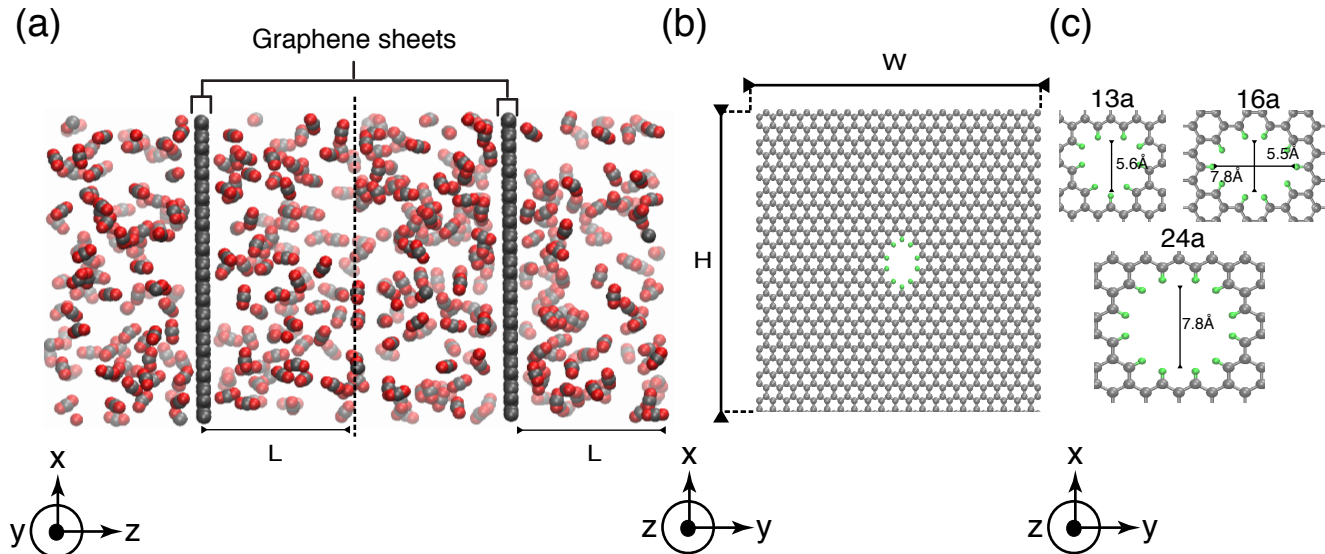 (a)
Graphene sheets
L
L
x
y
z
(b)
W
H
x
z
y
(c)
13a
5.6Å
16a
5.5Å
7.8Å
24a
7.8Å
x
z
y